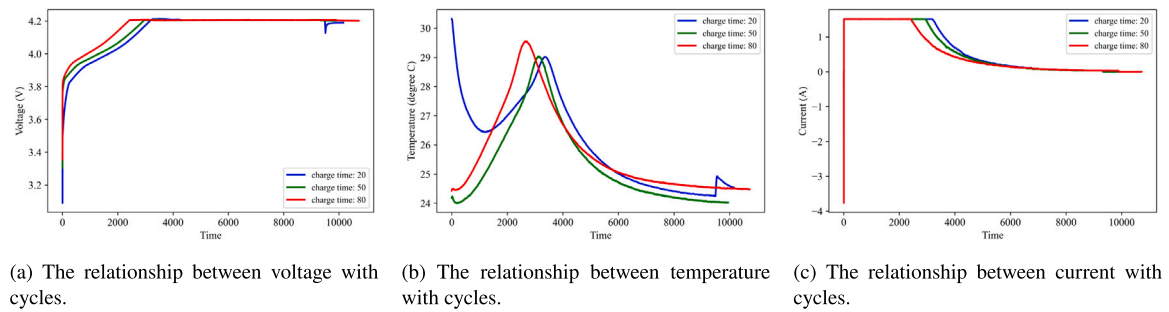 4.2
4.0
3.8
3.6
3.4
3.2
Voltage (V)
charge time: 20
charge time: 50
charge time: 80
0 2000 4000 6000 8000 10000
Time
30
29
28
27
26
25
24
Temperature (degree C)
charge time: 20
charge time: 50
charge time: 80
0 2000 4000 6000 8000 10000
Time
1
0
−1
−2
−3
−4
Current (A)
charge time: 20
charge time: 50
charge time: 80
0 2000 4000 6000 8000 10000
Time
(a) The relationship between voltage with
cycles.
(b) The relationship between temperature
with cycles.
(c) The relationship between current with
cycles.